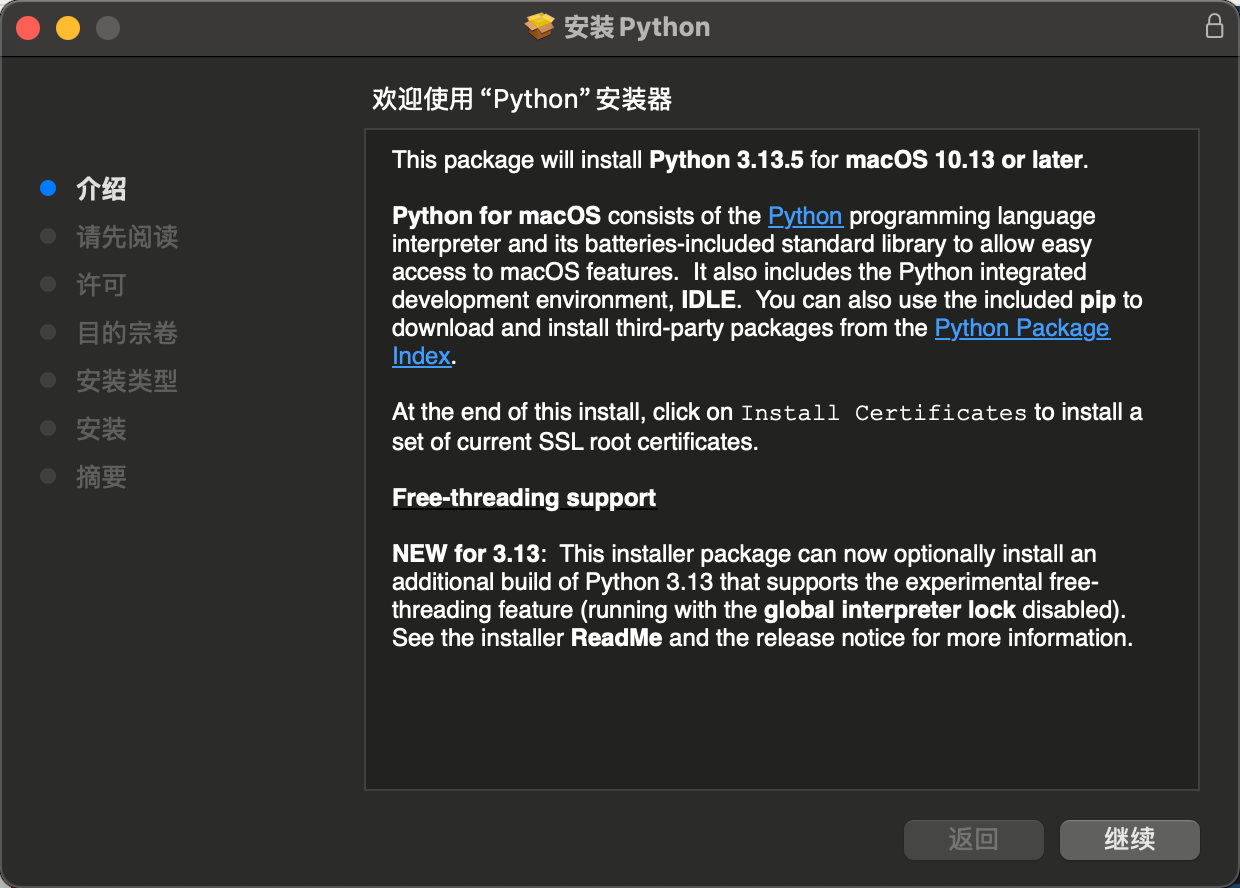 安装 Python
欢迎使用 “Python” 安装器
介绍
请先阅读
许可
目的宗卷
安装类型
安装
摘要
This package will install Python 3.13.5 for macOS 10.13 or later.
Python for macOS consists of the Python programming language
interpreter and its batteries-included standard library to allow easy
access to macOS features.  It also includes the Python integrated
development environment, IDLE.  You can also use the included pip to
download and install third-party packages from the Python Package
Index.
At the end of this install, click on Install Certificates to install a
set of current SSL root certificates.
Free-threading support
NEW for 3.13:  This installer package can now optionally install an
additional build of Python 3.13 that supports the experimental free-
threading feature (running with the global interpreter lock disabled).
See the installer ReadMe and the release notice for more information.
返回
继续